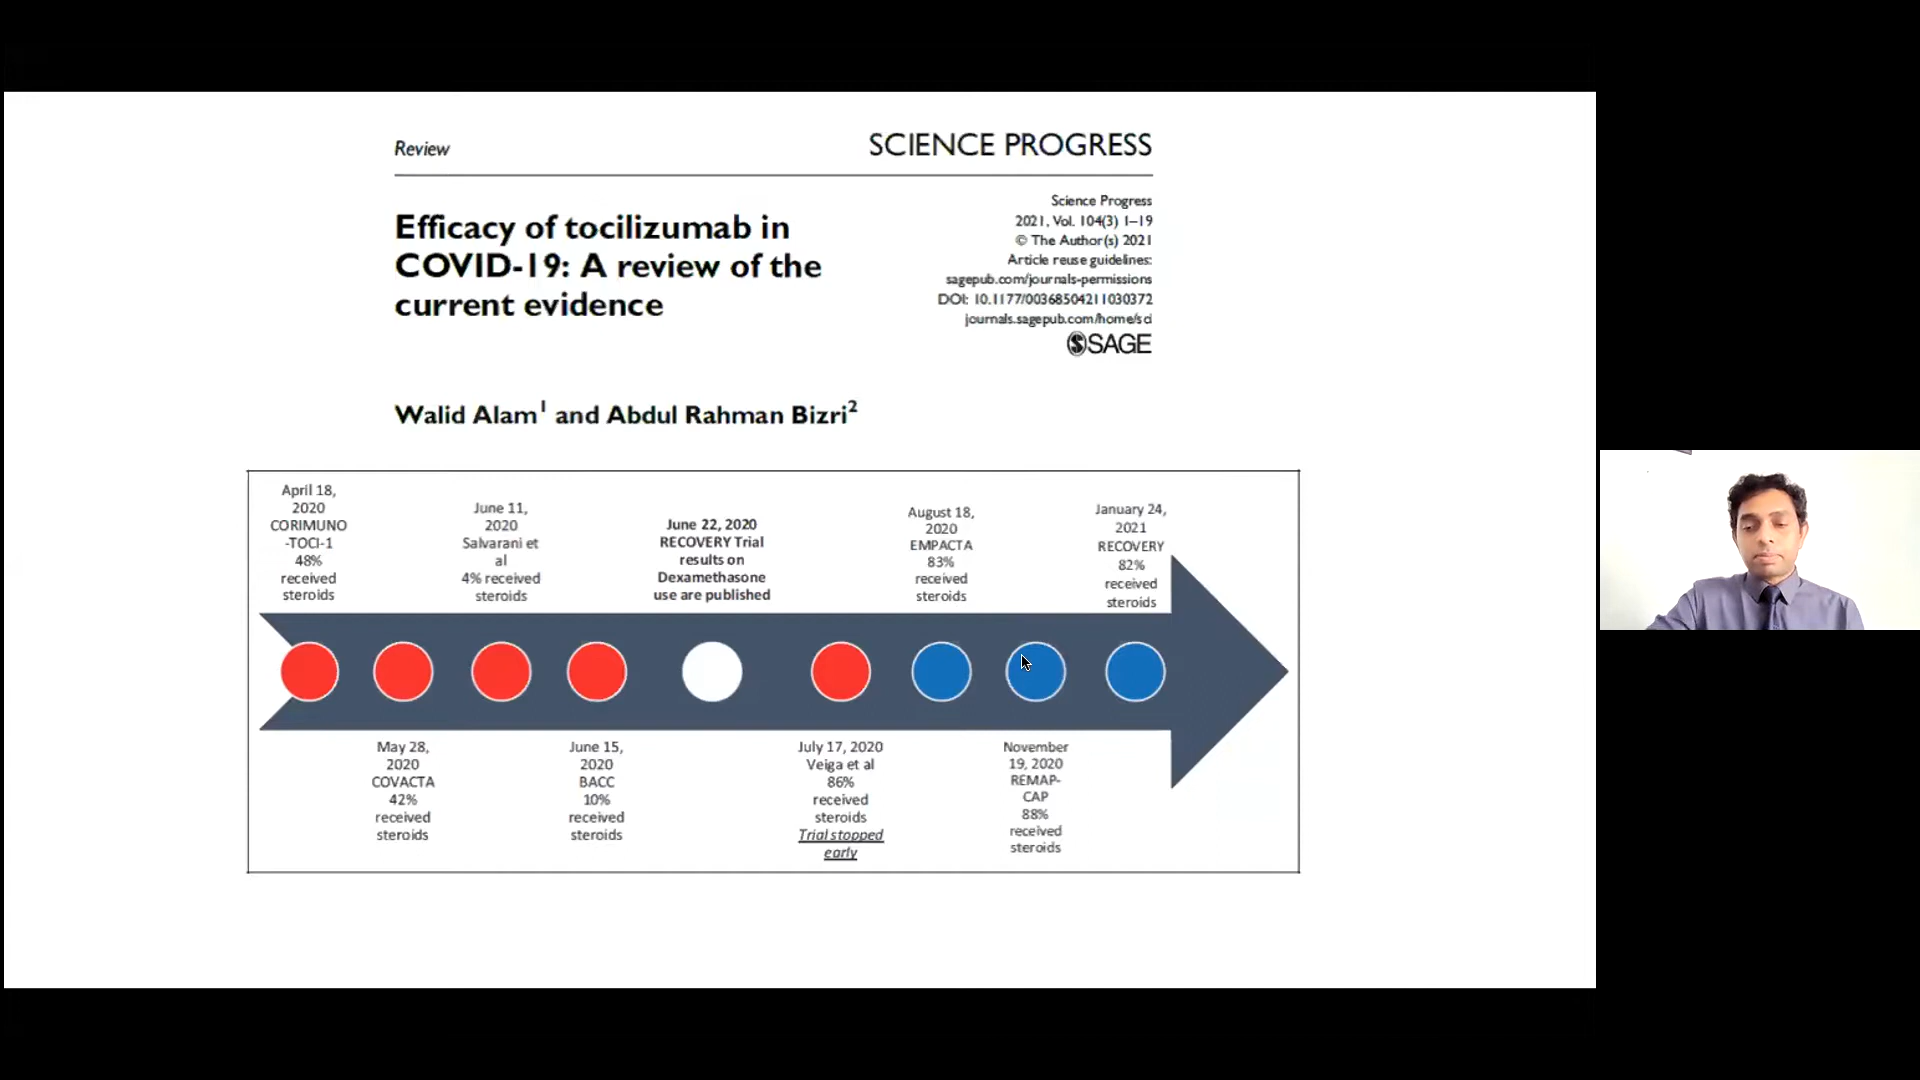 Review
SCIENCE PROGRESS
Science Progress
2021, Vol. 104(3) 1–19
© The Author(s) 2021
Article reuse guidelines:
sagepub.com/journals-permissions
DOI: 10.1177/00368504211030372
journals.sagepub.com/home/sci
SAGE
Efficacy of tocilizumab in
COVID-19: A review of the
current evidence
Walid Alam1 and Abdul Rahman Bizri2
April 18,
2020
CORIMUNO
-TOCI-1
48%
received
steroids
June 11,
2020
Salvarani et
al
4% received
steroids
June 22, 2020
RECOVERY Trial
results on
Dexamethasone
use are published
August 18,
2020
EMPACTA
83%
received
steroids
January 24,
2021
RECOVERY
82%
received
steroids
May 28,
2020
COVACTA
42%
received
steroids
June 15,
2020
BACC
10%
received
steroids
July 17, 2020
Veiga et al
86%
received
steroids
Trial stopped
early
November
19, 2020
REMAP-
CAP
88%
received
steroids